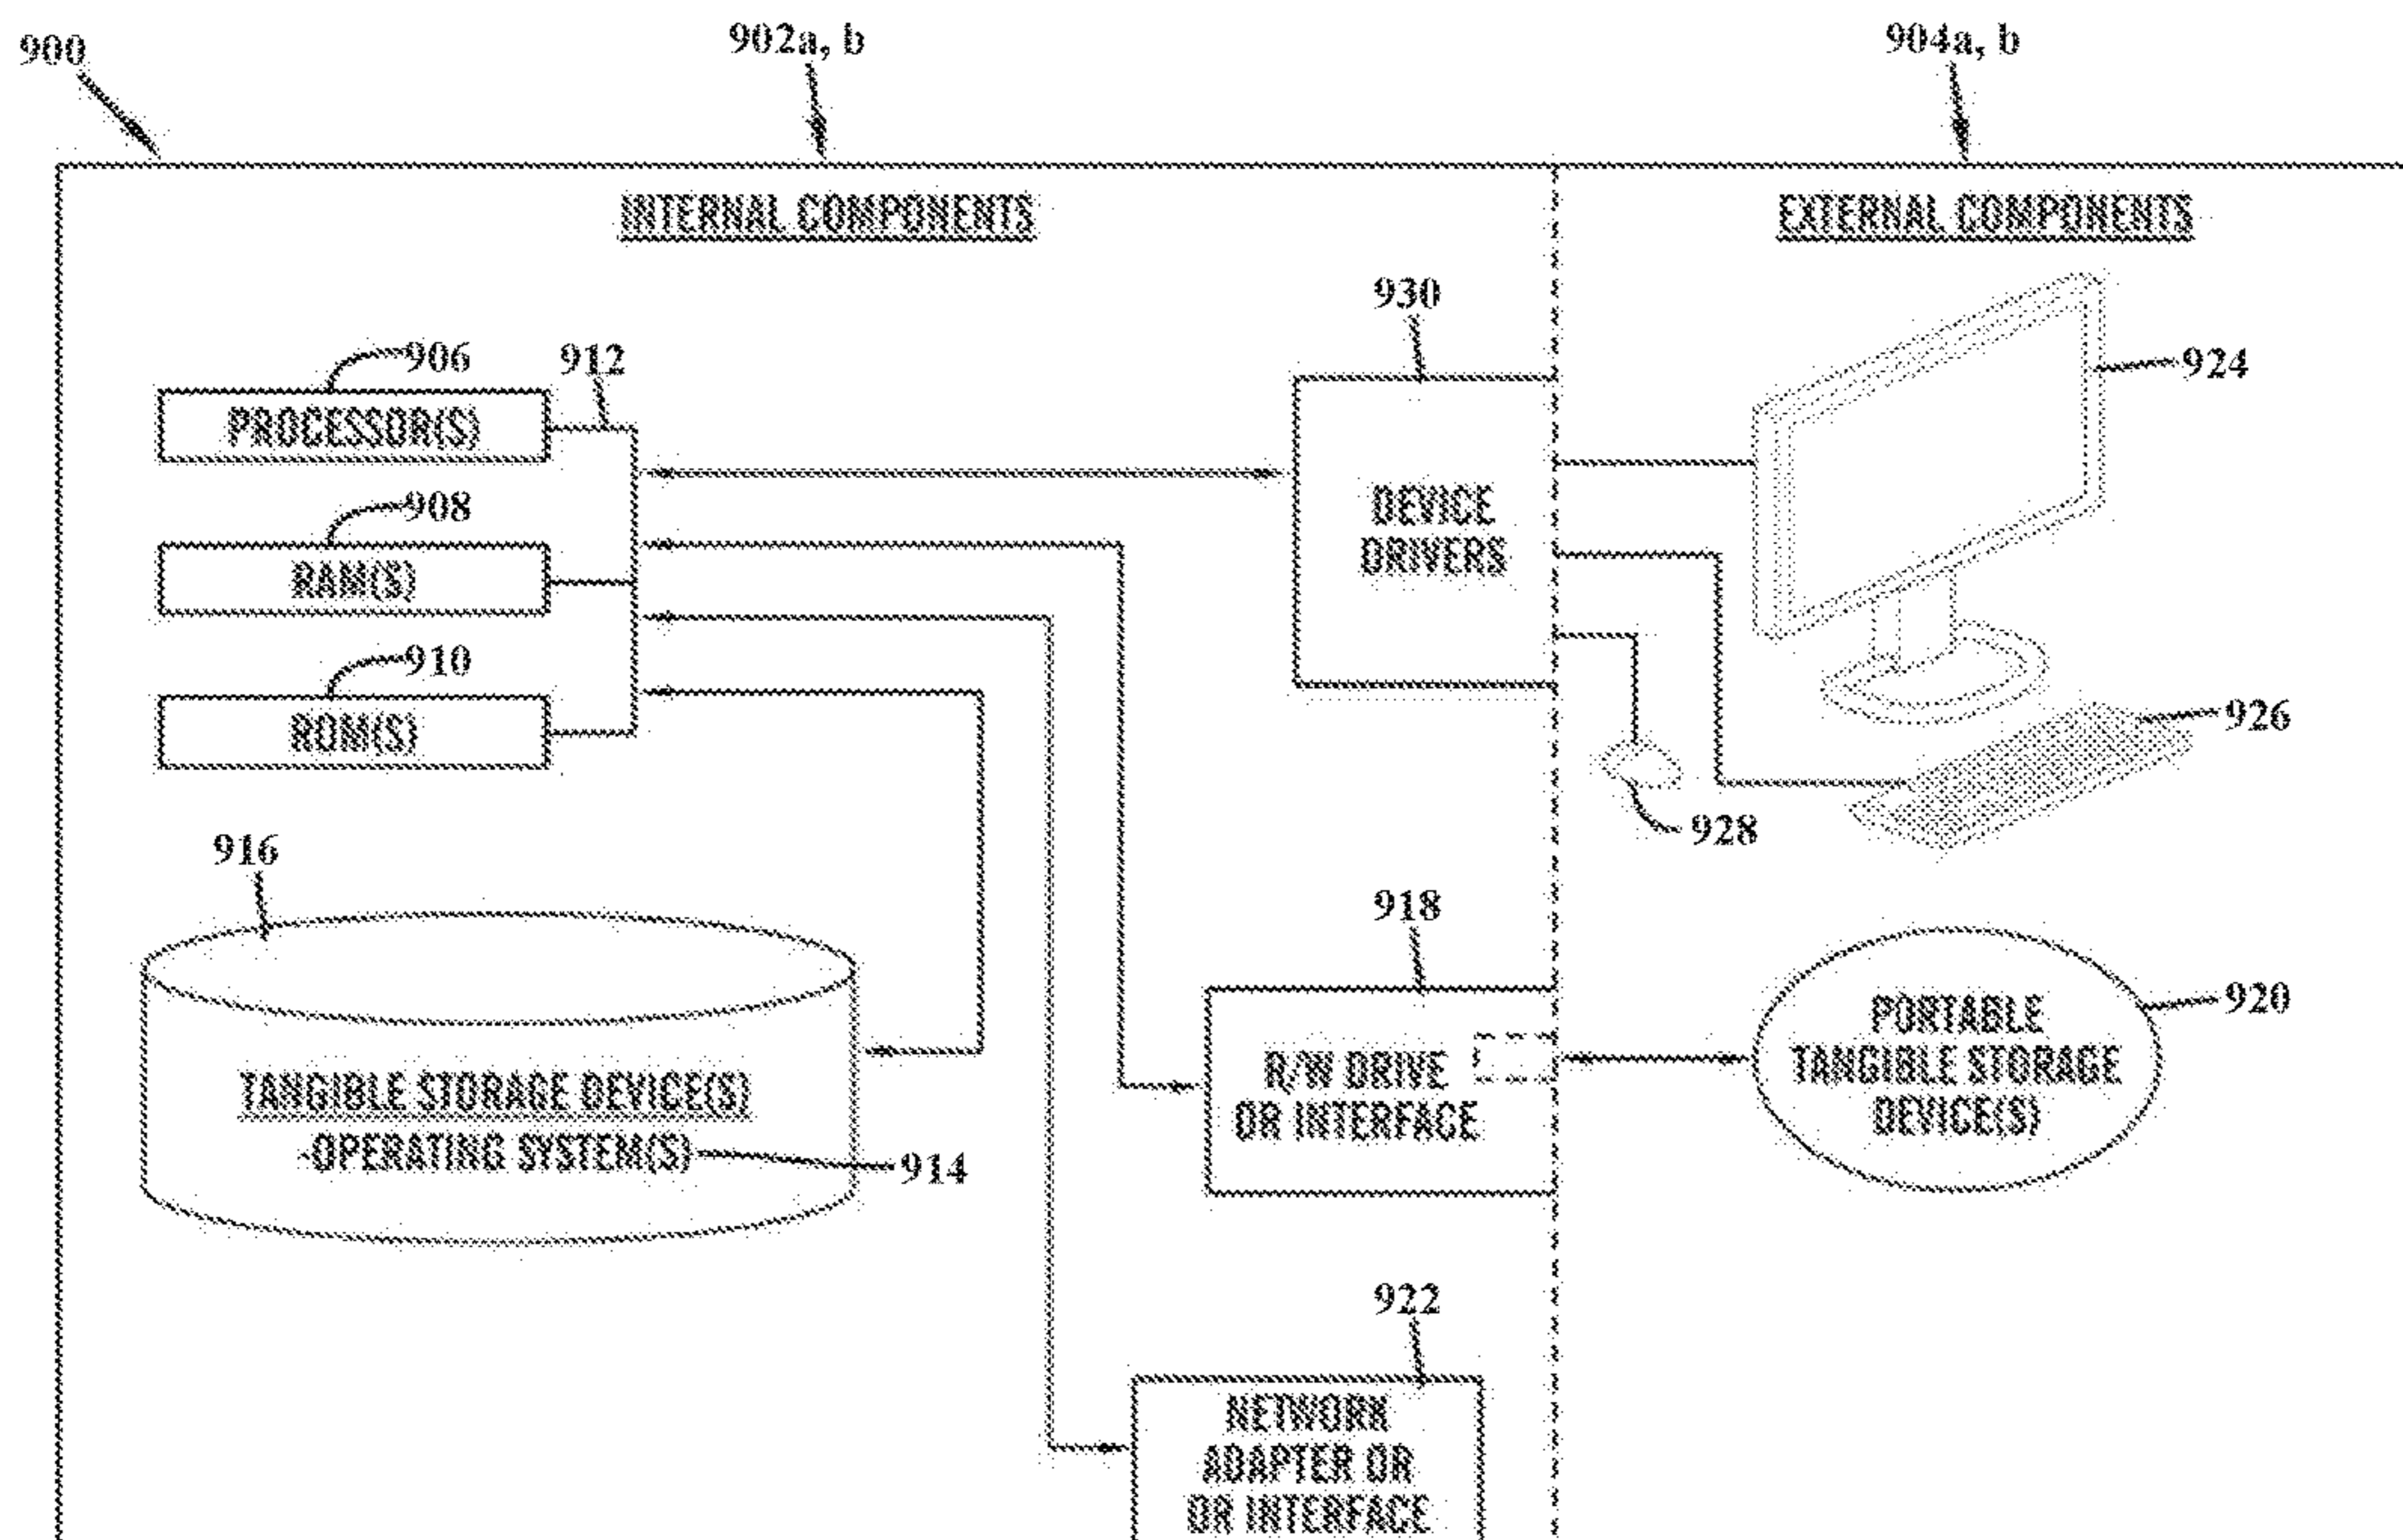 900
902a, b
904a, b
INTERNAL COMPONENTS
EXTERNAL COMPONENTS
930
906
912
924
PROCESSOR(S)
908
DEVICE
DRIVERS
RAM(S)
910
ROM(S)
926
928
916
918
920
PORTABLE
TANGIBLE STORAGE
DEVICE(S)
R/W DRIVE
OR INTERFACE
TANGIBLE STORAGE DEVICE(S)
-OPERATING SYSTEM(S)
914
922
NETWORK
ADAPTER OR
OR INTERFACE